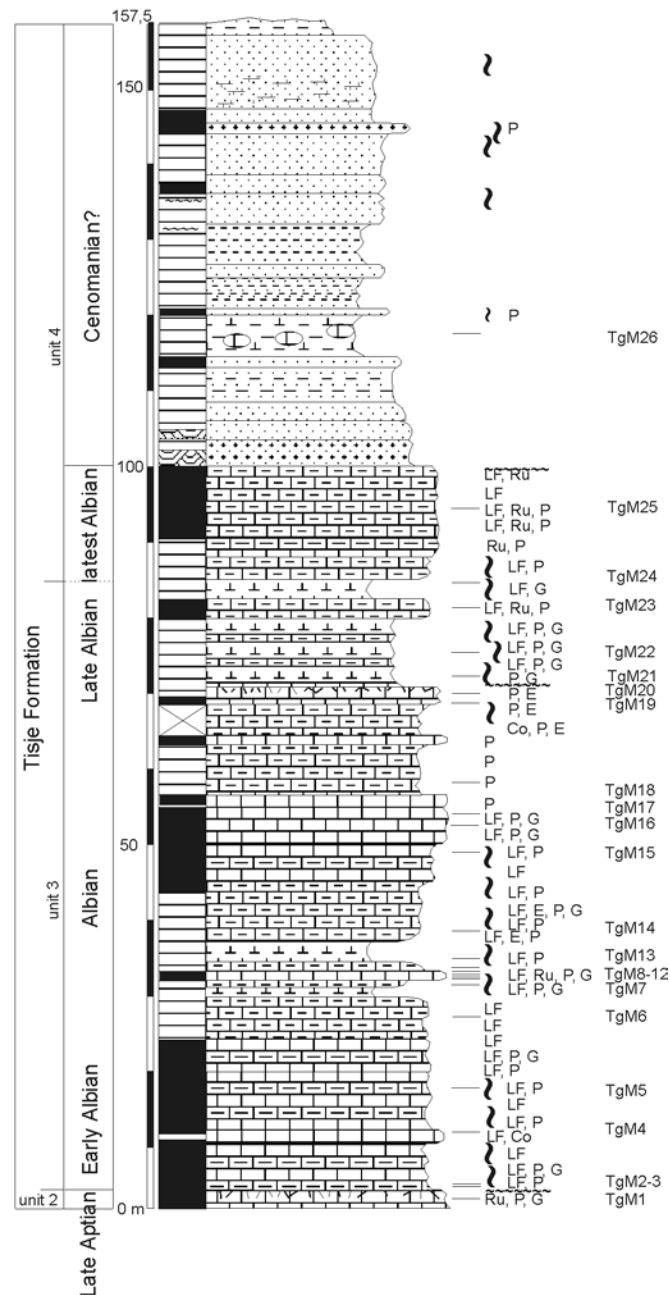 157,5
150
P
Cenomanian?
unit 4
P
TgM26
100
LF, Ru
LF
LF, Ru, P
TgM25
LF, Ru, P
latest Albian
Ru, P
LF, P
TgM24
LF, G
LF, Ru, P
TgM23
Late Albian
LF, P, G
LF, P, G
TgM22
LF, P, G
P, G
TgM21
P, E
TgM20
P, E
TgM19
Co, P, E
Tisje Formation
P
P
P
TgM18
P
TgM17
LF, P, G
TgM16
50
LF, P, G
LF, P
TgM15
LF
Albian
unit 3
LF, P
LF, E, P, G
LF, P
TgM14
LF, E, P
LF, P
TgM13
LF, Ru, P, G
TgM8-12
LF, P, G
TgM7
LF
TgM6
LF
LF
LF, P, G
LF, P
Early Albian
LF, P
TgM5
LF
LF, P
TgM4
LF, Co
LF
LF, P, G
LF, P
TgM2-3
unit 2
0 m
Ru, P, G
TgM1
Late Aptian